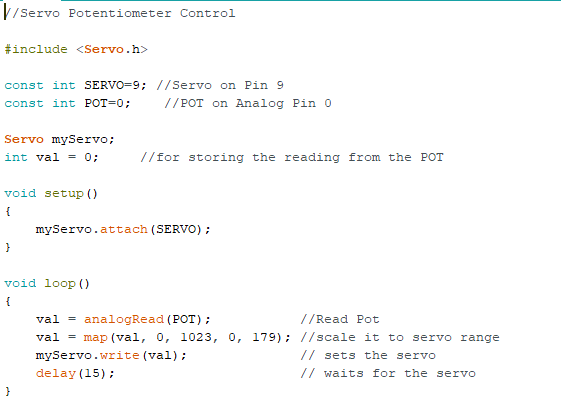 //Servo Potentiometer Control
#include <Servo.h>
const int SERVO=9; //Servo on Pin 9
const int POT=0;    //POT on Analog Pin 0
Servo myServo;
int val = 0;     //for storing the reading from the POT
void setup()
{
    myServo.attach(SERVO);
}
void loop()
{
    val = analogRead(POT);           //Read Pot
    val = map(val, 0, 1023, 0, 179); //scale it to servo range
    myServo.write(val);              // sets the servo
    delay(15);                       // waits for the servo
}